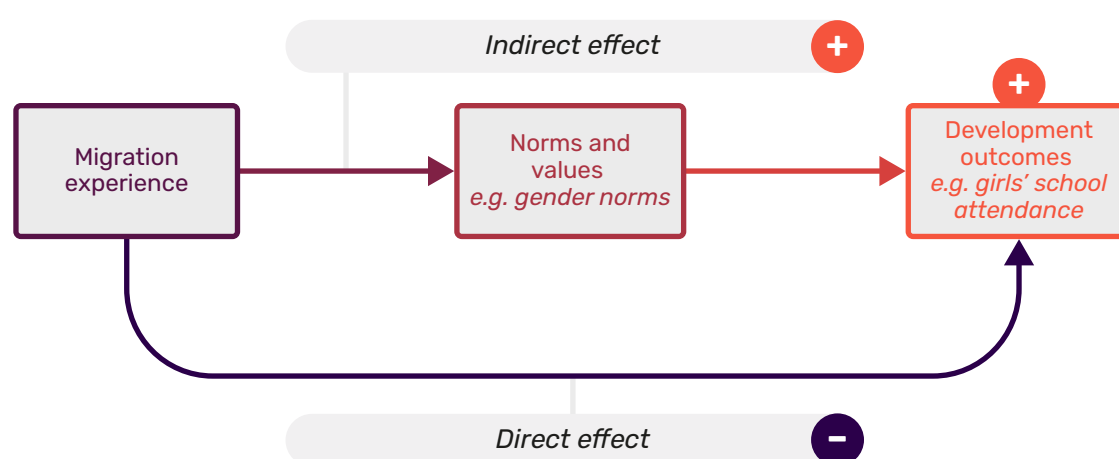 Indirect effect
+
+
Migration
experience
Norms and
values
e.g. gender norms
Development
outcomes
e.g. girls’ school
attendance
Direct effect
−